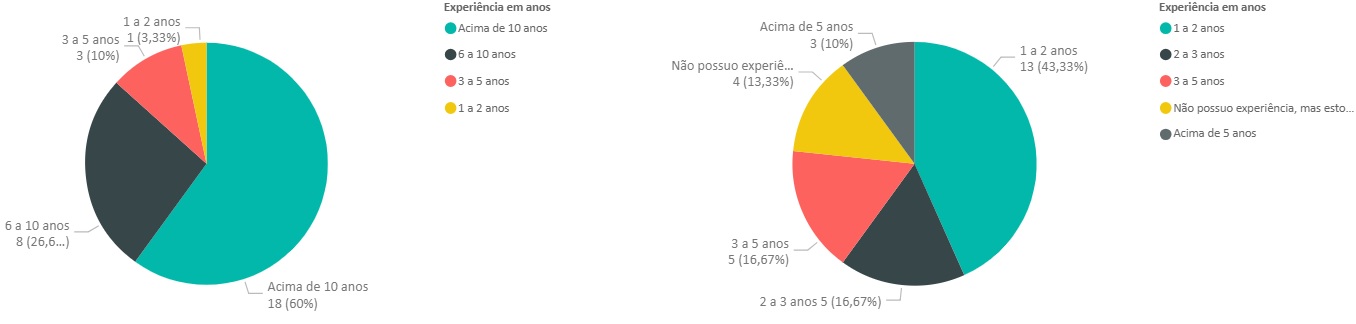 1 a 2 anos
1 (3,33%)
3 a 5 anos
3 (10%)
6 a 10 anos
8 (26,6...)
Acima de 10 anos
18 (60%)
Experiência em anos
Acima de 10 anos
6 a 10 anos
3 a 5 anos
1 a 2 anos
Acima de 5 anos
3 (10%)
Não possuo experiê...
4 (13,33%)
3 a 5 anos
5 (16,67%)
2 a 3 anos 5 (16,67%)
1 a 2 anos
13 (43,33%)
Experiência em anos
1 a 2 anos
2 a 3 anos
3 a 5 anos
Não possuo experiência, mas esto...
Acima de 5 anos